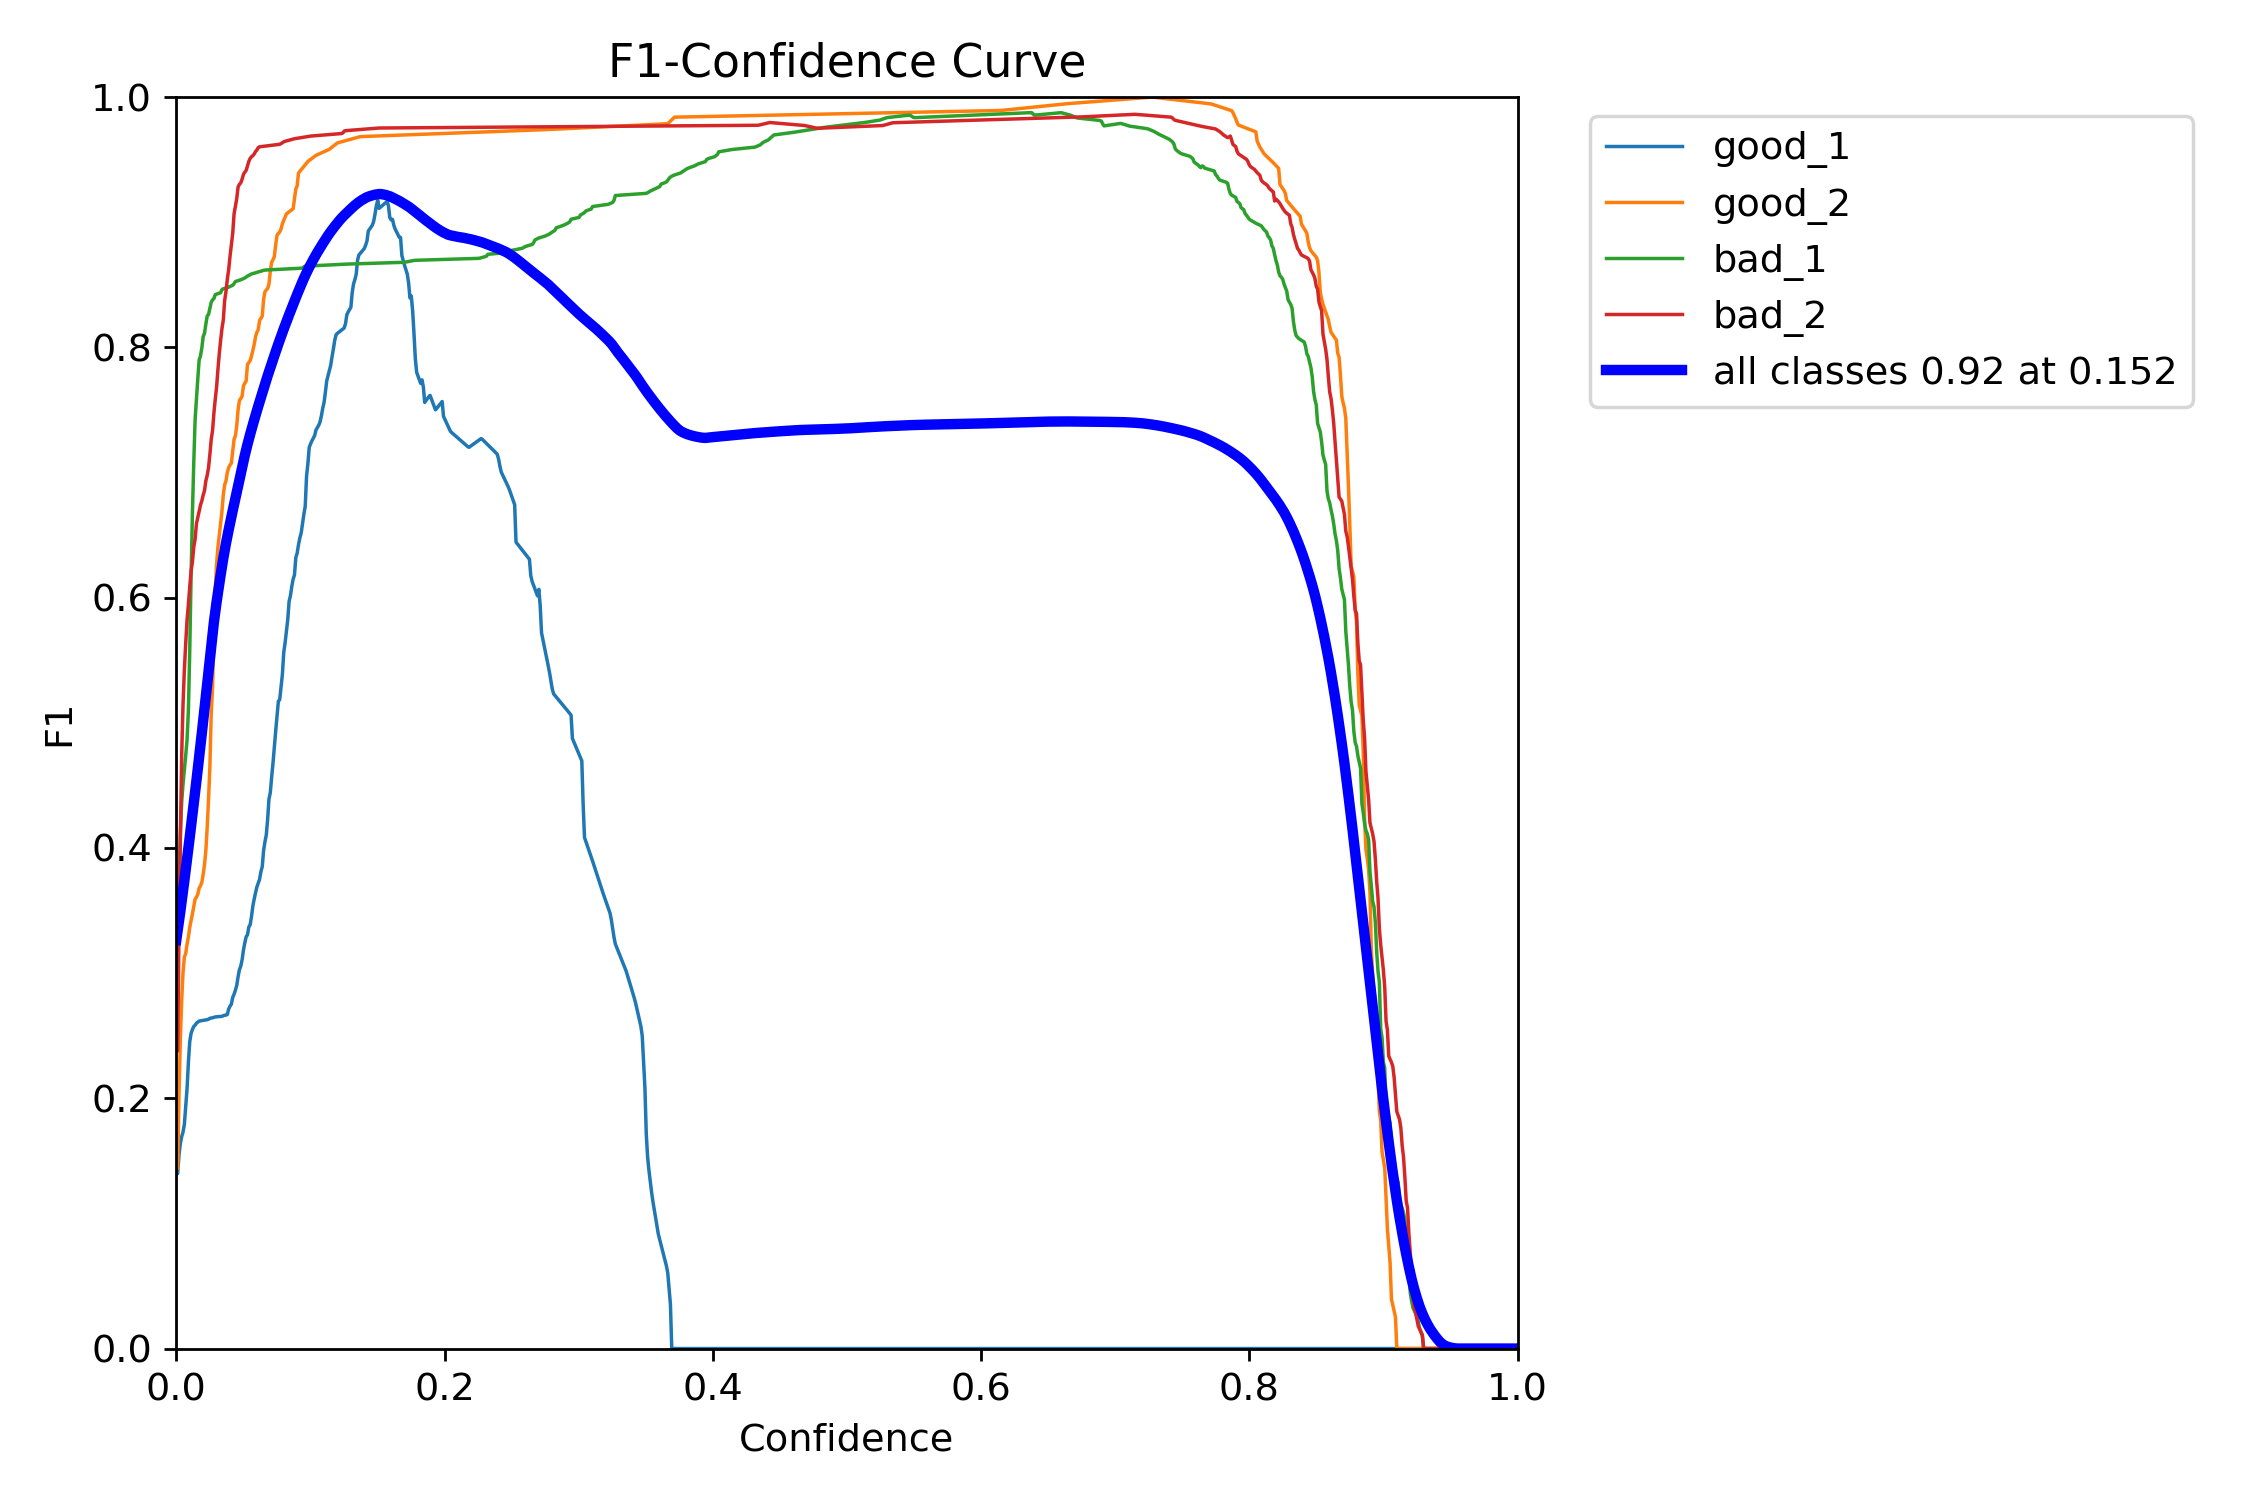 F1-Confidence Curve
1.0
0.8
0.6
0.4
0.2
0.0
F1
0.0 0.2 0.4 0.6 0.8 1.0
Confidence
good_1
good_2
bad_1
bad_2
all classes 0.92 at 0.152